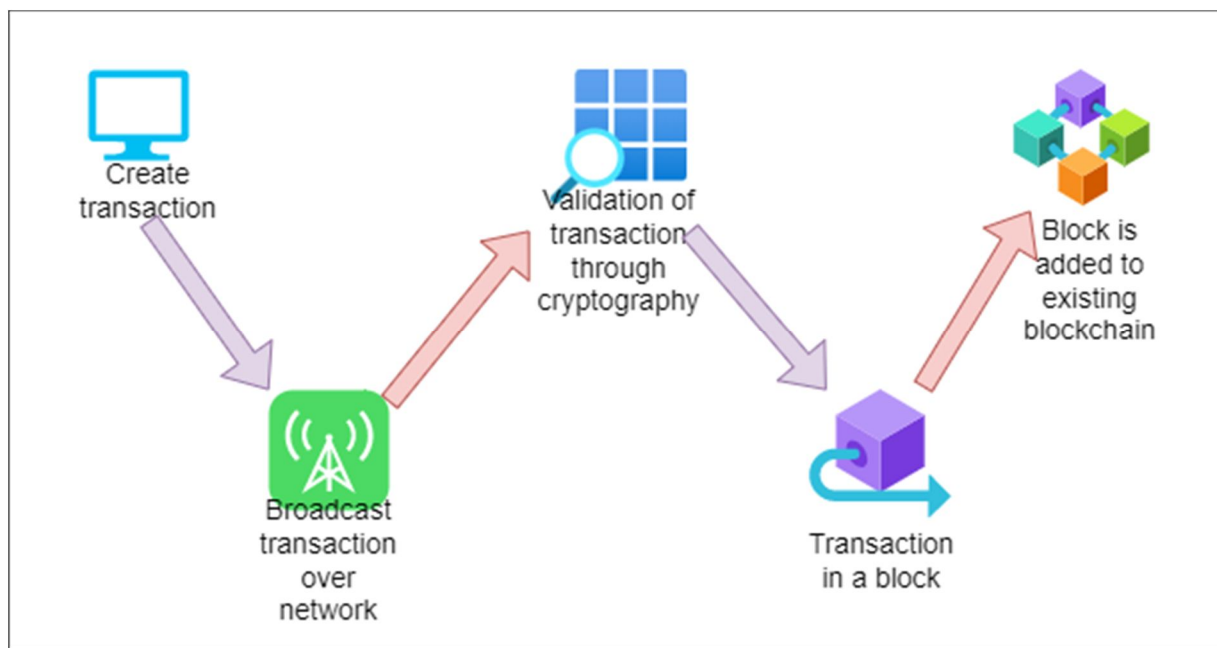 Create
transaction
Broadcast
transaction
over
network
Validation of
transaction
through
cryptography
Transaction
in a block
Block is
added to
existing
blockchain